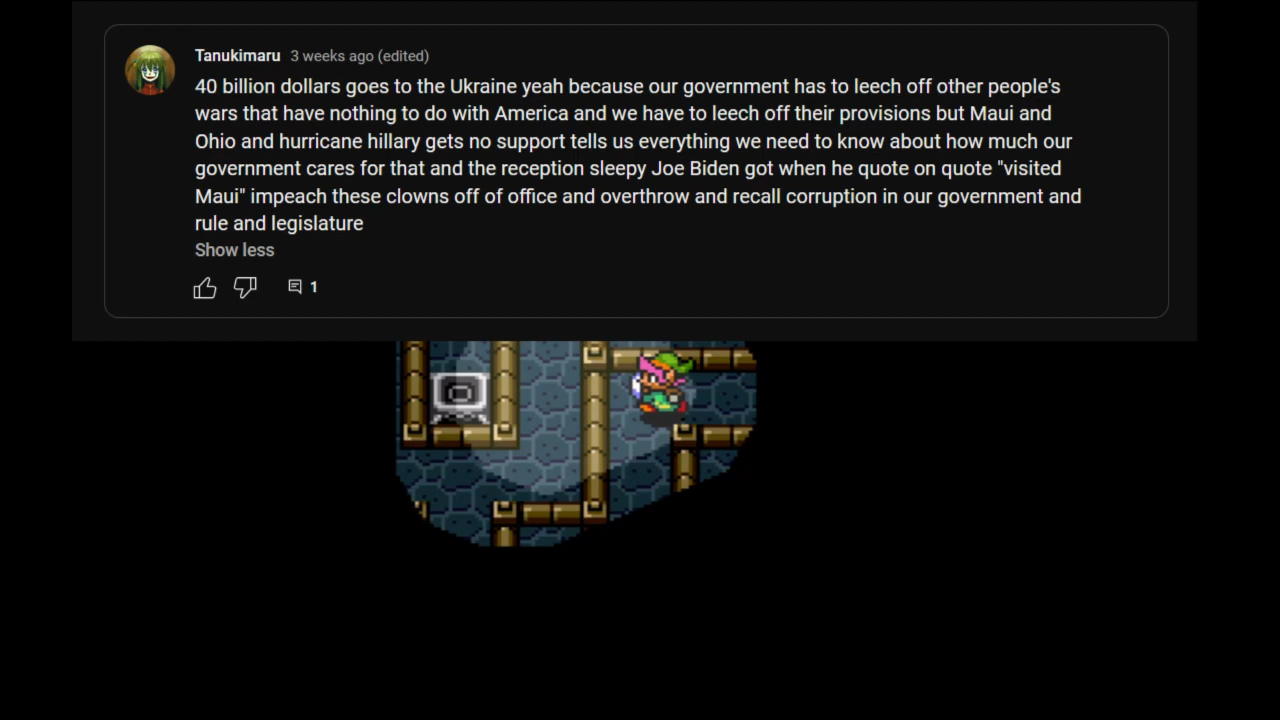 Tanukimaru 3 weeks ago (edited)
40 billion dollars goes to the Ukraine yeah because our government has to leech off other people's
wars that have nothing to do with America and we have to leech off their provisions but Maui and
Ohio and hurricane hillary gets no support tells us everything we need to know about how much our
government cares for that and the reception sleepy Joe Biden got when he quote on quote "visited
Maui" impeach these clowns off of office and overthrow and recall corruption in our government and
rule and legislature
Show less
1